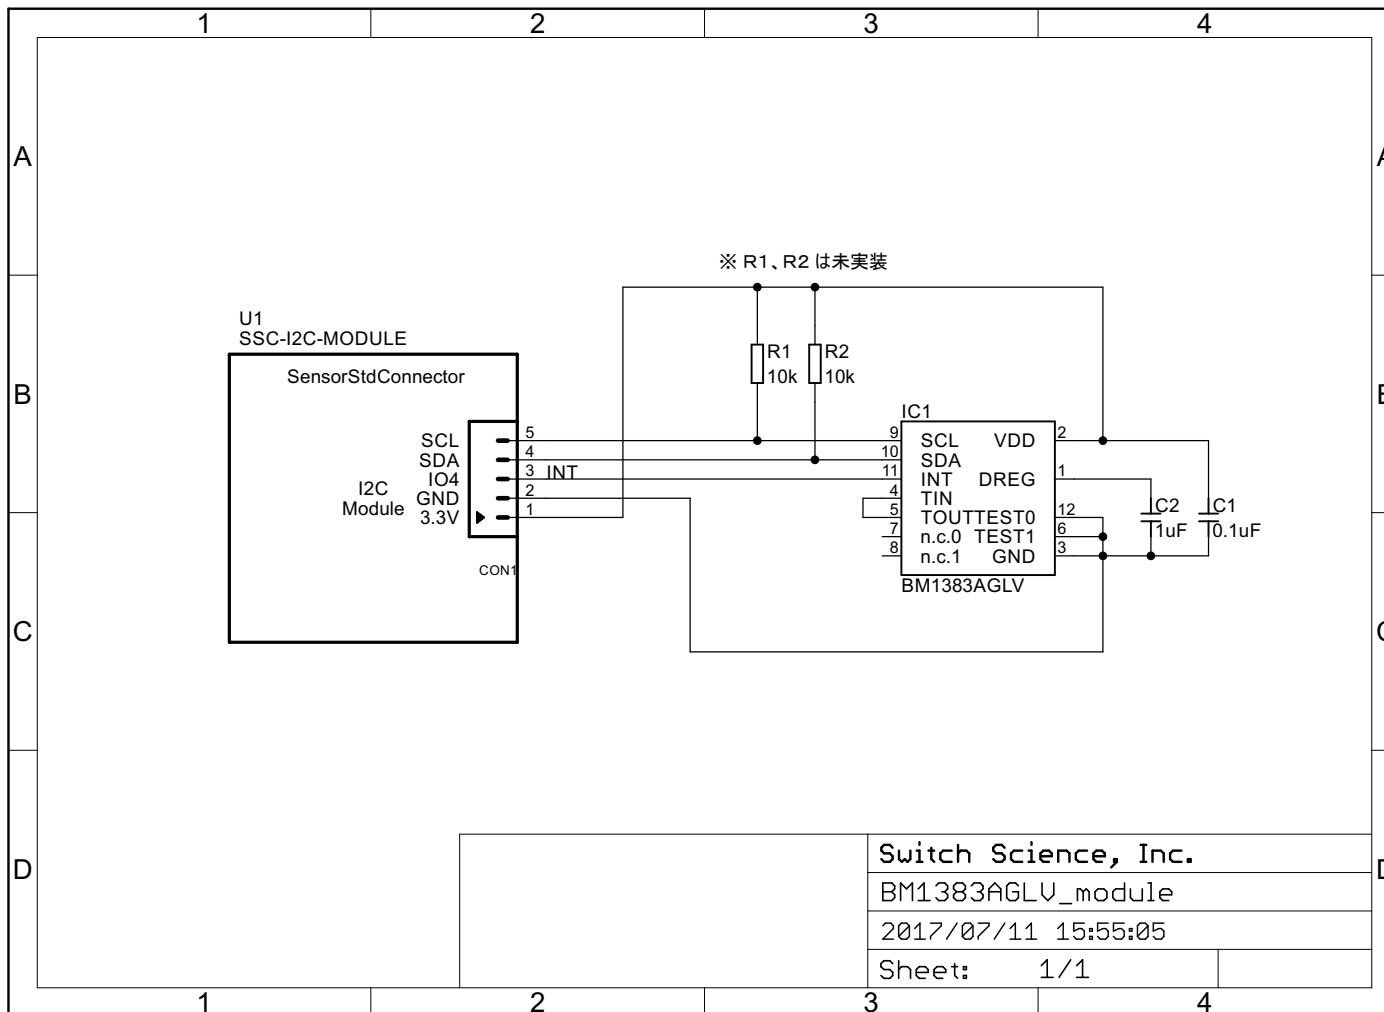 1 2 3 4
A A
※ R1、R2 は未実装
U1
SSC-I2C-MODULE
SensorStdConnector
R1 R2
10k 10k
B B
IC1
SCL 5 9 SCL VDD 2
SDA 4 10 SDA
IO4 3 INT 11 INT DREG 1
I2C
Module
GND 2 4 TIN
3.3V 1 5 TOUT TEST0 12
7 n.c.0 TEST1 6
8 n.c.1 GND 3
C2 C1
1uF 0.1uF
CON1
BM1383AGLV
C C
D D
Switch Science, Inc.
BM1383AGLV_module
2017/07/11 15:55:05
Sheet: 1/1
1 2 3 4